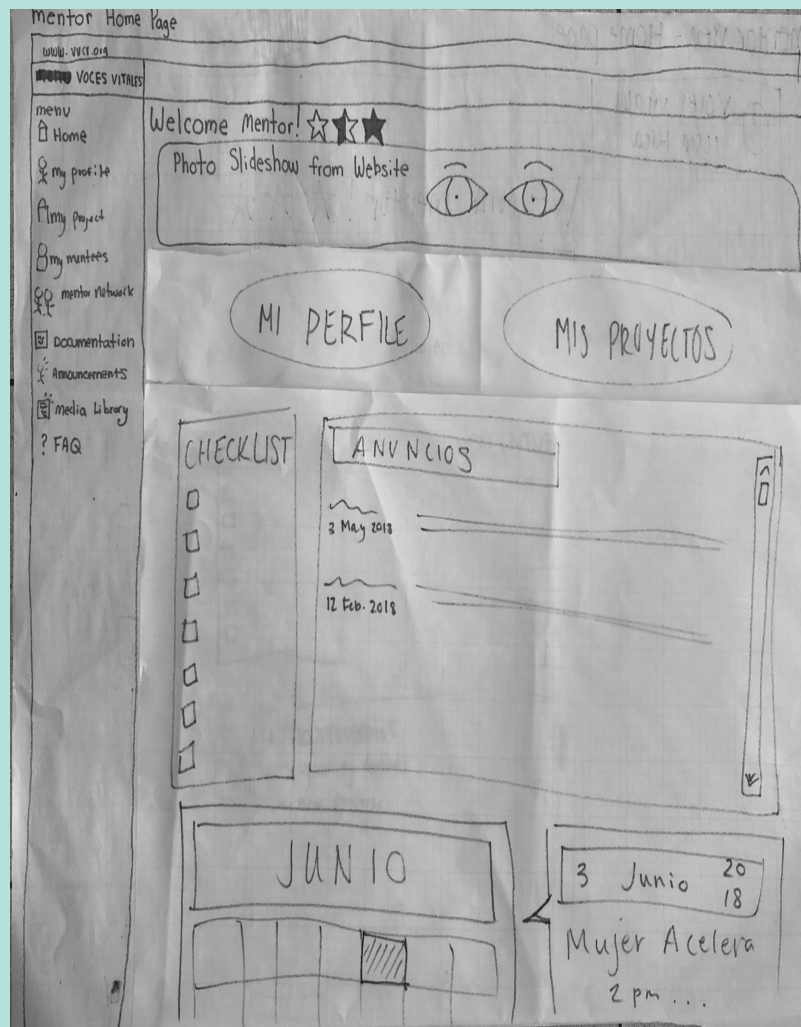 Mentor Home Page
www.vvcr.org
VOCES VITALES
menu
Home
my profile
my project
my mentees
mentor network
Documentation
Announcements
Media Library
? FAQ
Welcome Mentor!
Photo Slideshow from Website
MI PERFILE
MIS PROYECTOS
CHECKLIST
ANUNCIOS
3 May 2018
12 Feb. 2018
JUNIO
3 Junio 20
18
Mujer Acelera
2 pm ...